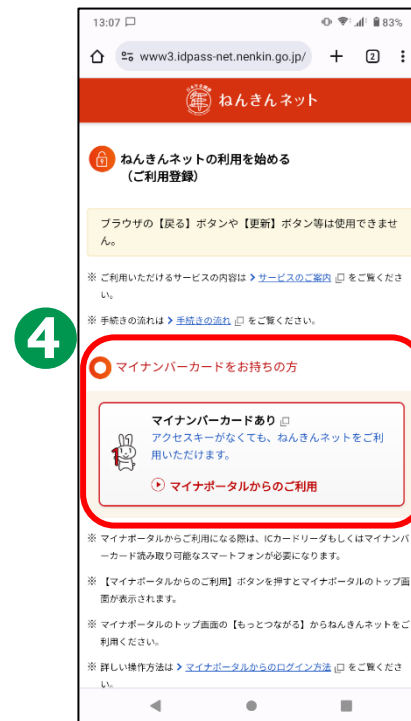 13:07 83%
www3.idpass-net.nenkin.go.jp/ 2
ねんきんネット
ねんきんネットの利用を始める
(ご利用登録)
ブラウザの【戻る】ボタンや【更新】ボタン等は使用できませ
ん。
※ ご利用いただけるサービスの内容は サービスのご案内 をご覧くださ
い。
※ 手続きの流れは 手続きの流れ をご覧ください。
4
マイナンバーカードをお持ちの方
マイナンバーカードあり
アクセスキーがなくても、ねんきんネットをご利
用いただけます。
マイナポータルからのご利用
※ マイナポータルからご利用になる際は、ICカードリーダもしくはマイナンバ
ーカード読み取り可能なスマートフォンが必要になります。
※ 【マイナポータルからのご利用】ボタンを押すとマイナポータルのトップ画
面が表示されます。
※ マイナポータルのトップ画面の【もっとつながる】からねんきんネットをご
利用ください。
※ 詳しい操作方法は マイナポータルからのログイン方法 をご覧くださ
い。